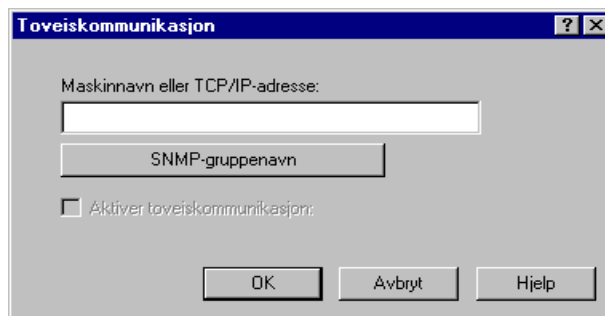 Toveiskommunikasjon
Maskinnavn eller TCP/IP-adresse:
SNMP-gruppenavn
Aktiver toveiskommunikasjon:
OK Avbryt Hjelp